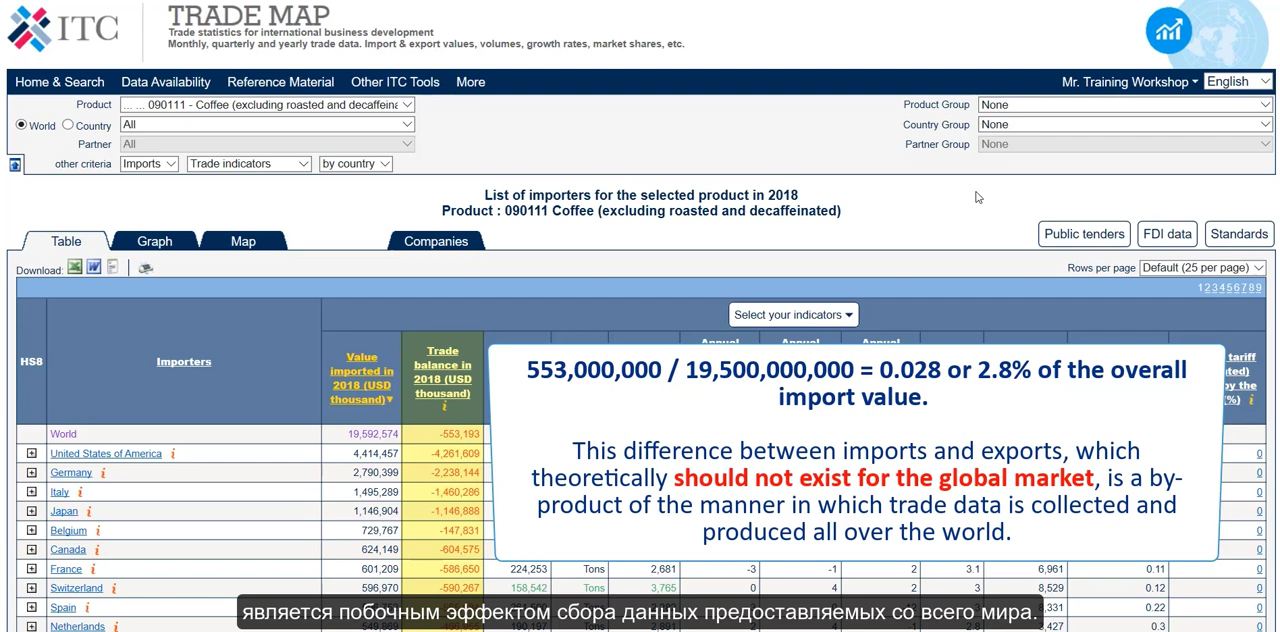 ITC
TRADE MAP
Trade statistics for international business development
Monthly, quarterly and yearly trade data. Import & export values, volumes, growth rates, market shares, etc.
Home & Search Data Availability Reference Material Other ITC Tools More Mr. Training Workshop English
Product ... ... 090111 - Coffee (excluding roasted and decaffeina Product Group None
World Country All Country Group None
Partner All Partner Group None
other criteria Imports Trade indicators by country
List of importers for the selected product in 2018
Product : 090111 Coffee (excluding roasted and decaffeinated)
Table Graph Map Companies Public tenders FDI data Standards
Download: Rows per page Default (25 per page)
1 2 3 4 5 6 7 8 9
Select your indicators
HS8 Importers
Value imported in 2018 (USD thousand)
Trade balance in 2018 (USD thousand) i
Annual Annual Annual
tariff
by the
(%) i
553,000,000 / 19,500,000,000 = 0.028 or 2.8% of the overall
import value.
This difference between imports and exports, which
theoretically should not exist for the global market, is a by-
product of the manner in which trade data is collected and
produced all over the world.
World 19,592,574 -553,193
United States of America i 4,414,457 -4,261,609 0
Germany i 2,790,399 -2,238,144 0
Italy i 1,495,289 -1,460,286 0
Japan i 1,146,904 -1,146,888 0
Belgium i 729,767 -147,831 0
Canada i 624,149 -604,575 0
France i 601,209 -586,650 224,253 Tons 2,681 -3 -1 2 3.1 6,961 0.11 0
Switzerland i 596,970 -590,267 158,542 Tons 3,765 0 4 2 3 8,529 0.12 0
Spain i 0.22 0
Netherlands i 0.3 0
является побочным эффектом сбора данных предоставляемых со всего мира.